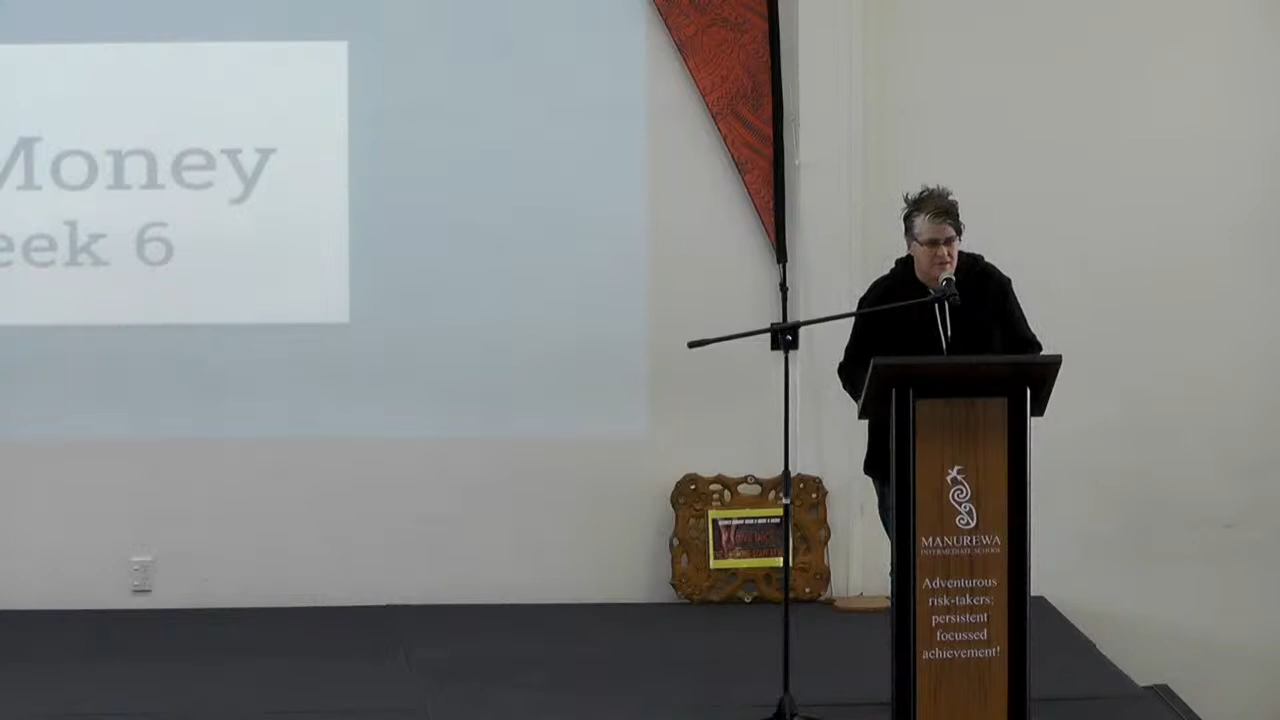 Money
eek 6
MANUREWA
INTERMEDIATE SCHOOL
Adventurous
risk-takers;
persistent
focussed
achievement!